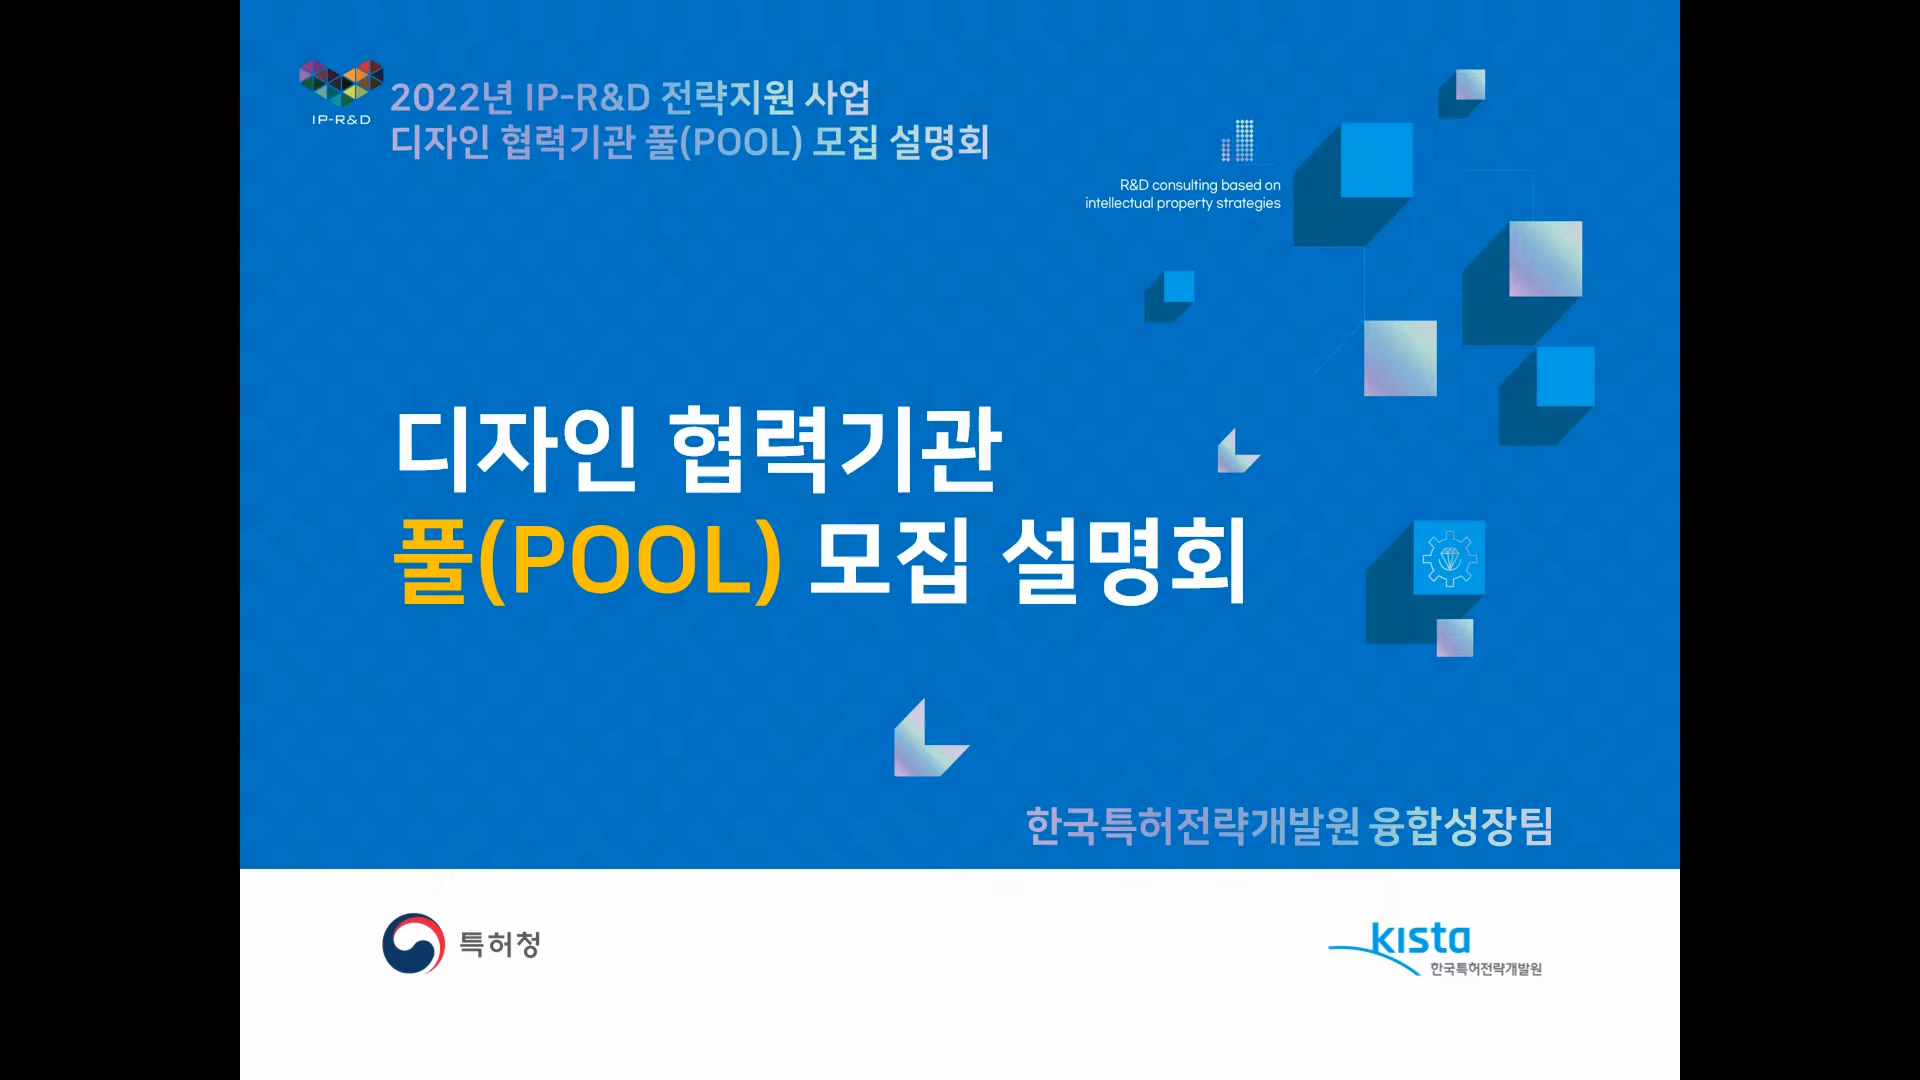 IP-R&D
2022년 IP-R&D 전략지원 사업
디자인 협력기관 풀(POOL) 모집 설명회
R&D consulting based on
intellectual property strategies
디자인 협력기관
풀(POOL) 모집 설명회
한국특허전략개발원 융합성장팀
특허청
kısta
한국특허전략개발원